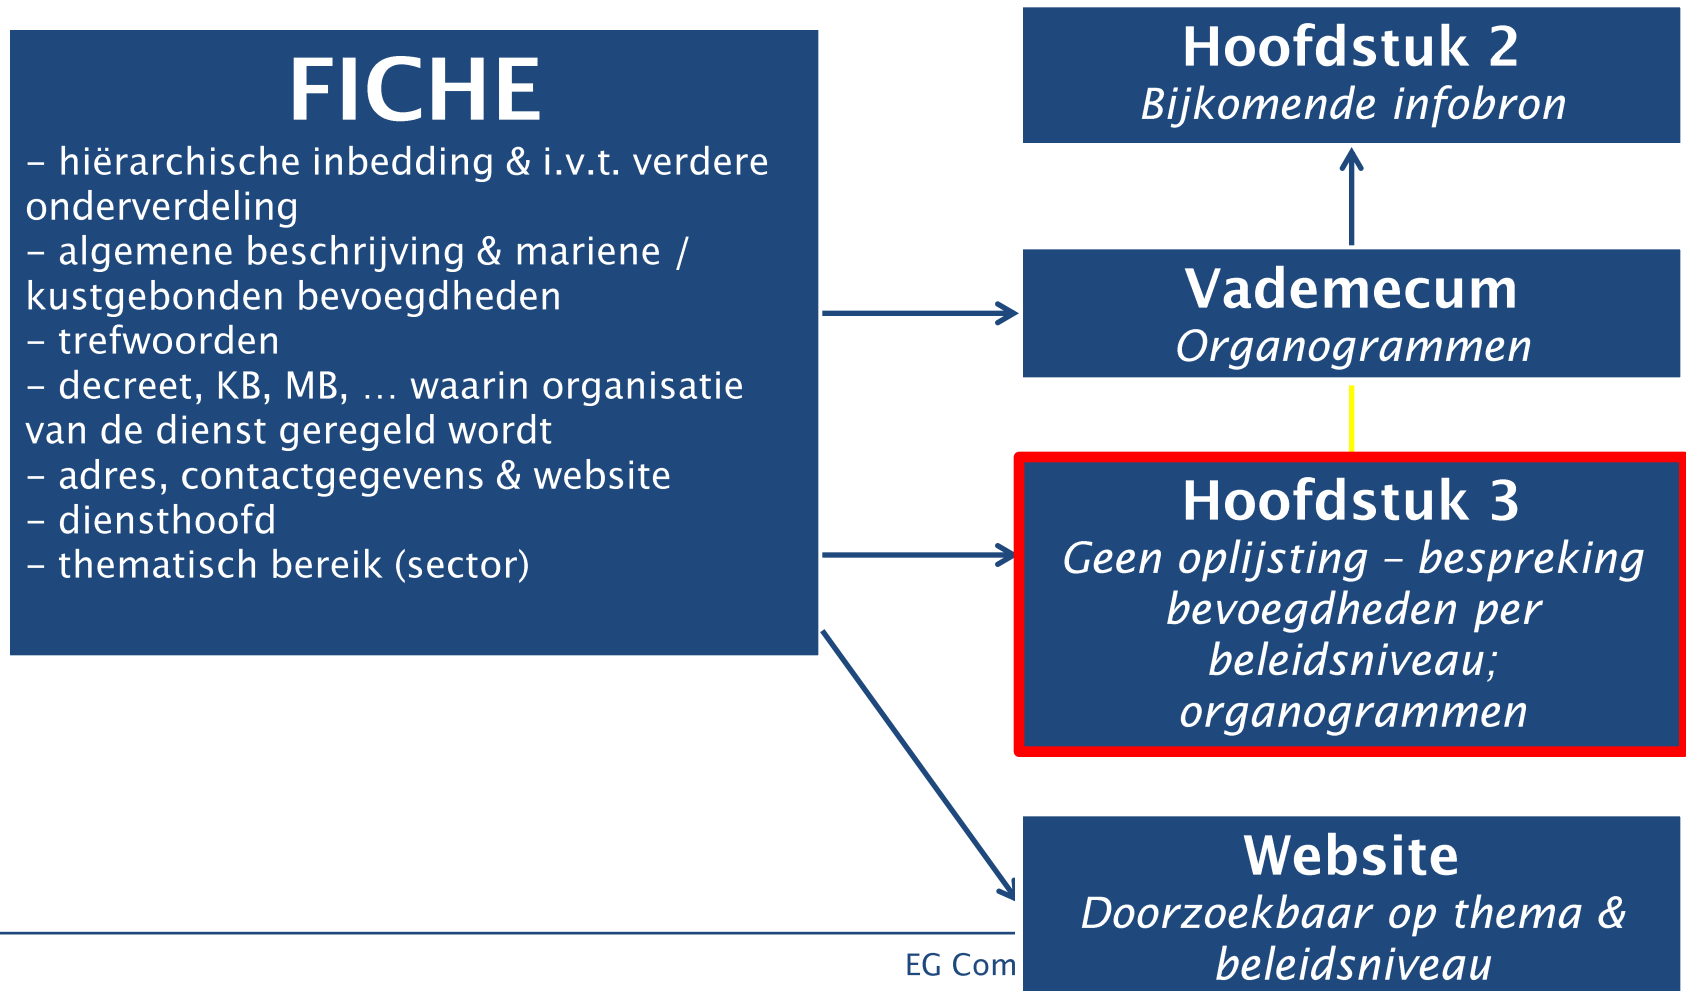 FICHE
– hiërarchische inbedding & i.v.t. verdere
onderverdeling
– algemene beschrijving & mariene /
kustgebonden bevoegdheden
– trefwoorden
– decreet, KB, MB, … waarin organisatie
van de dienst geregeld wordt
– adres, contactgegevens & website
– diensthoofd
– thematisch bereik (sector)
Hoofdstuk 2
Bijkomende infobron
Vademecum
Organogrammen
Hoofdstuk 3
Geen oplijsting – bespreking
bevoegdheden per
beleidsniveau;
organogrammen
Website
Doorzoekbaar op thema &
beleidsniveau
EG Com